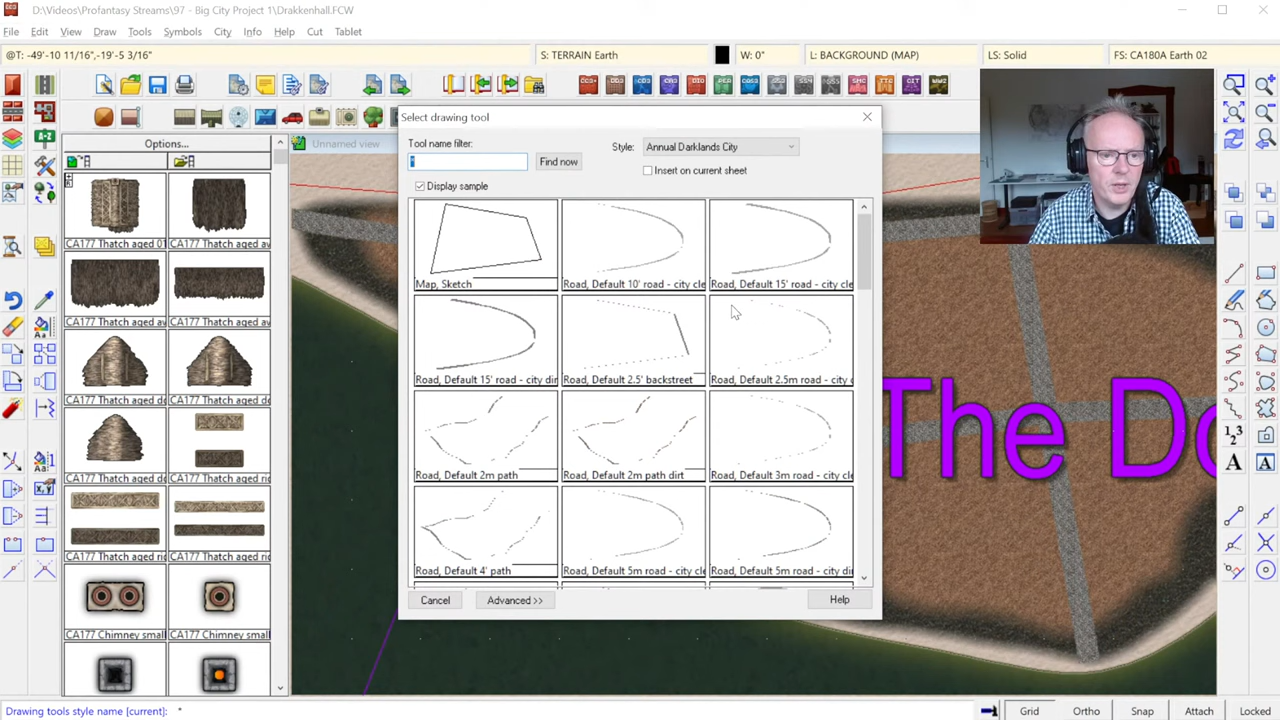 D:\Videos\Profantasy Streams\97 - Big City Project 1\Drakkenhall.FCW
File Edit View Draw Tools Symbols City Info Help Cut Tablet
@T: -49'-10 11/16",-19'-5 3/16" S: TERRAIN Earth W: 0" L: BACKGROUND (MAP) LS: Solid FS: CA180A Earth 02
Options...
Unnamed view
Select drawing tool
Tool name filter:
Find now
Style: Annual Darklands City
Insert on current sheet
Display sample
Map, Sketch
Road, Default 10' road - city cle
Road, Default 15' road - city cle
Road, Default 15' road - city dir
Road, Default 2.5' backstreet
Road, Default 2.5m road - city c
Road, Default 2m path
Road, Default 2m path dirt
Road, Default 3m road - city cle
Road, Default 4' path
Road, Default 5m road - city cle
Road, Default 5m road - city dir
Cancel Advanced >> Help
CA177 Thatch aged 01
CA177 Thatch aged av
CA177 Thatch aged av
CA177 Thatch aged av
CA177 Thatch aged do
CA177 Thatch aged do
CA177 Thatch aged do
CA177 Thatch aged ric
CA177 Thatch aged ric
CA177 Thatch aged ric
CA177 Chimney small
CA177 Chimney small
The Do
Drawing tools style name [current]: *
Grid Ortho Snap Attach Locked